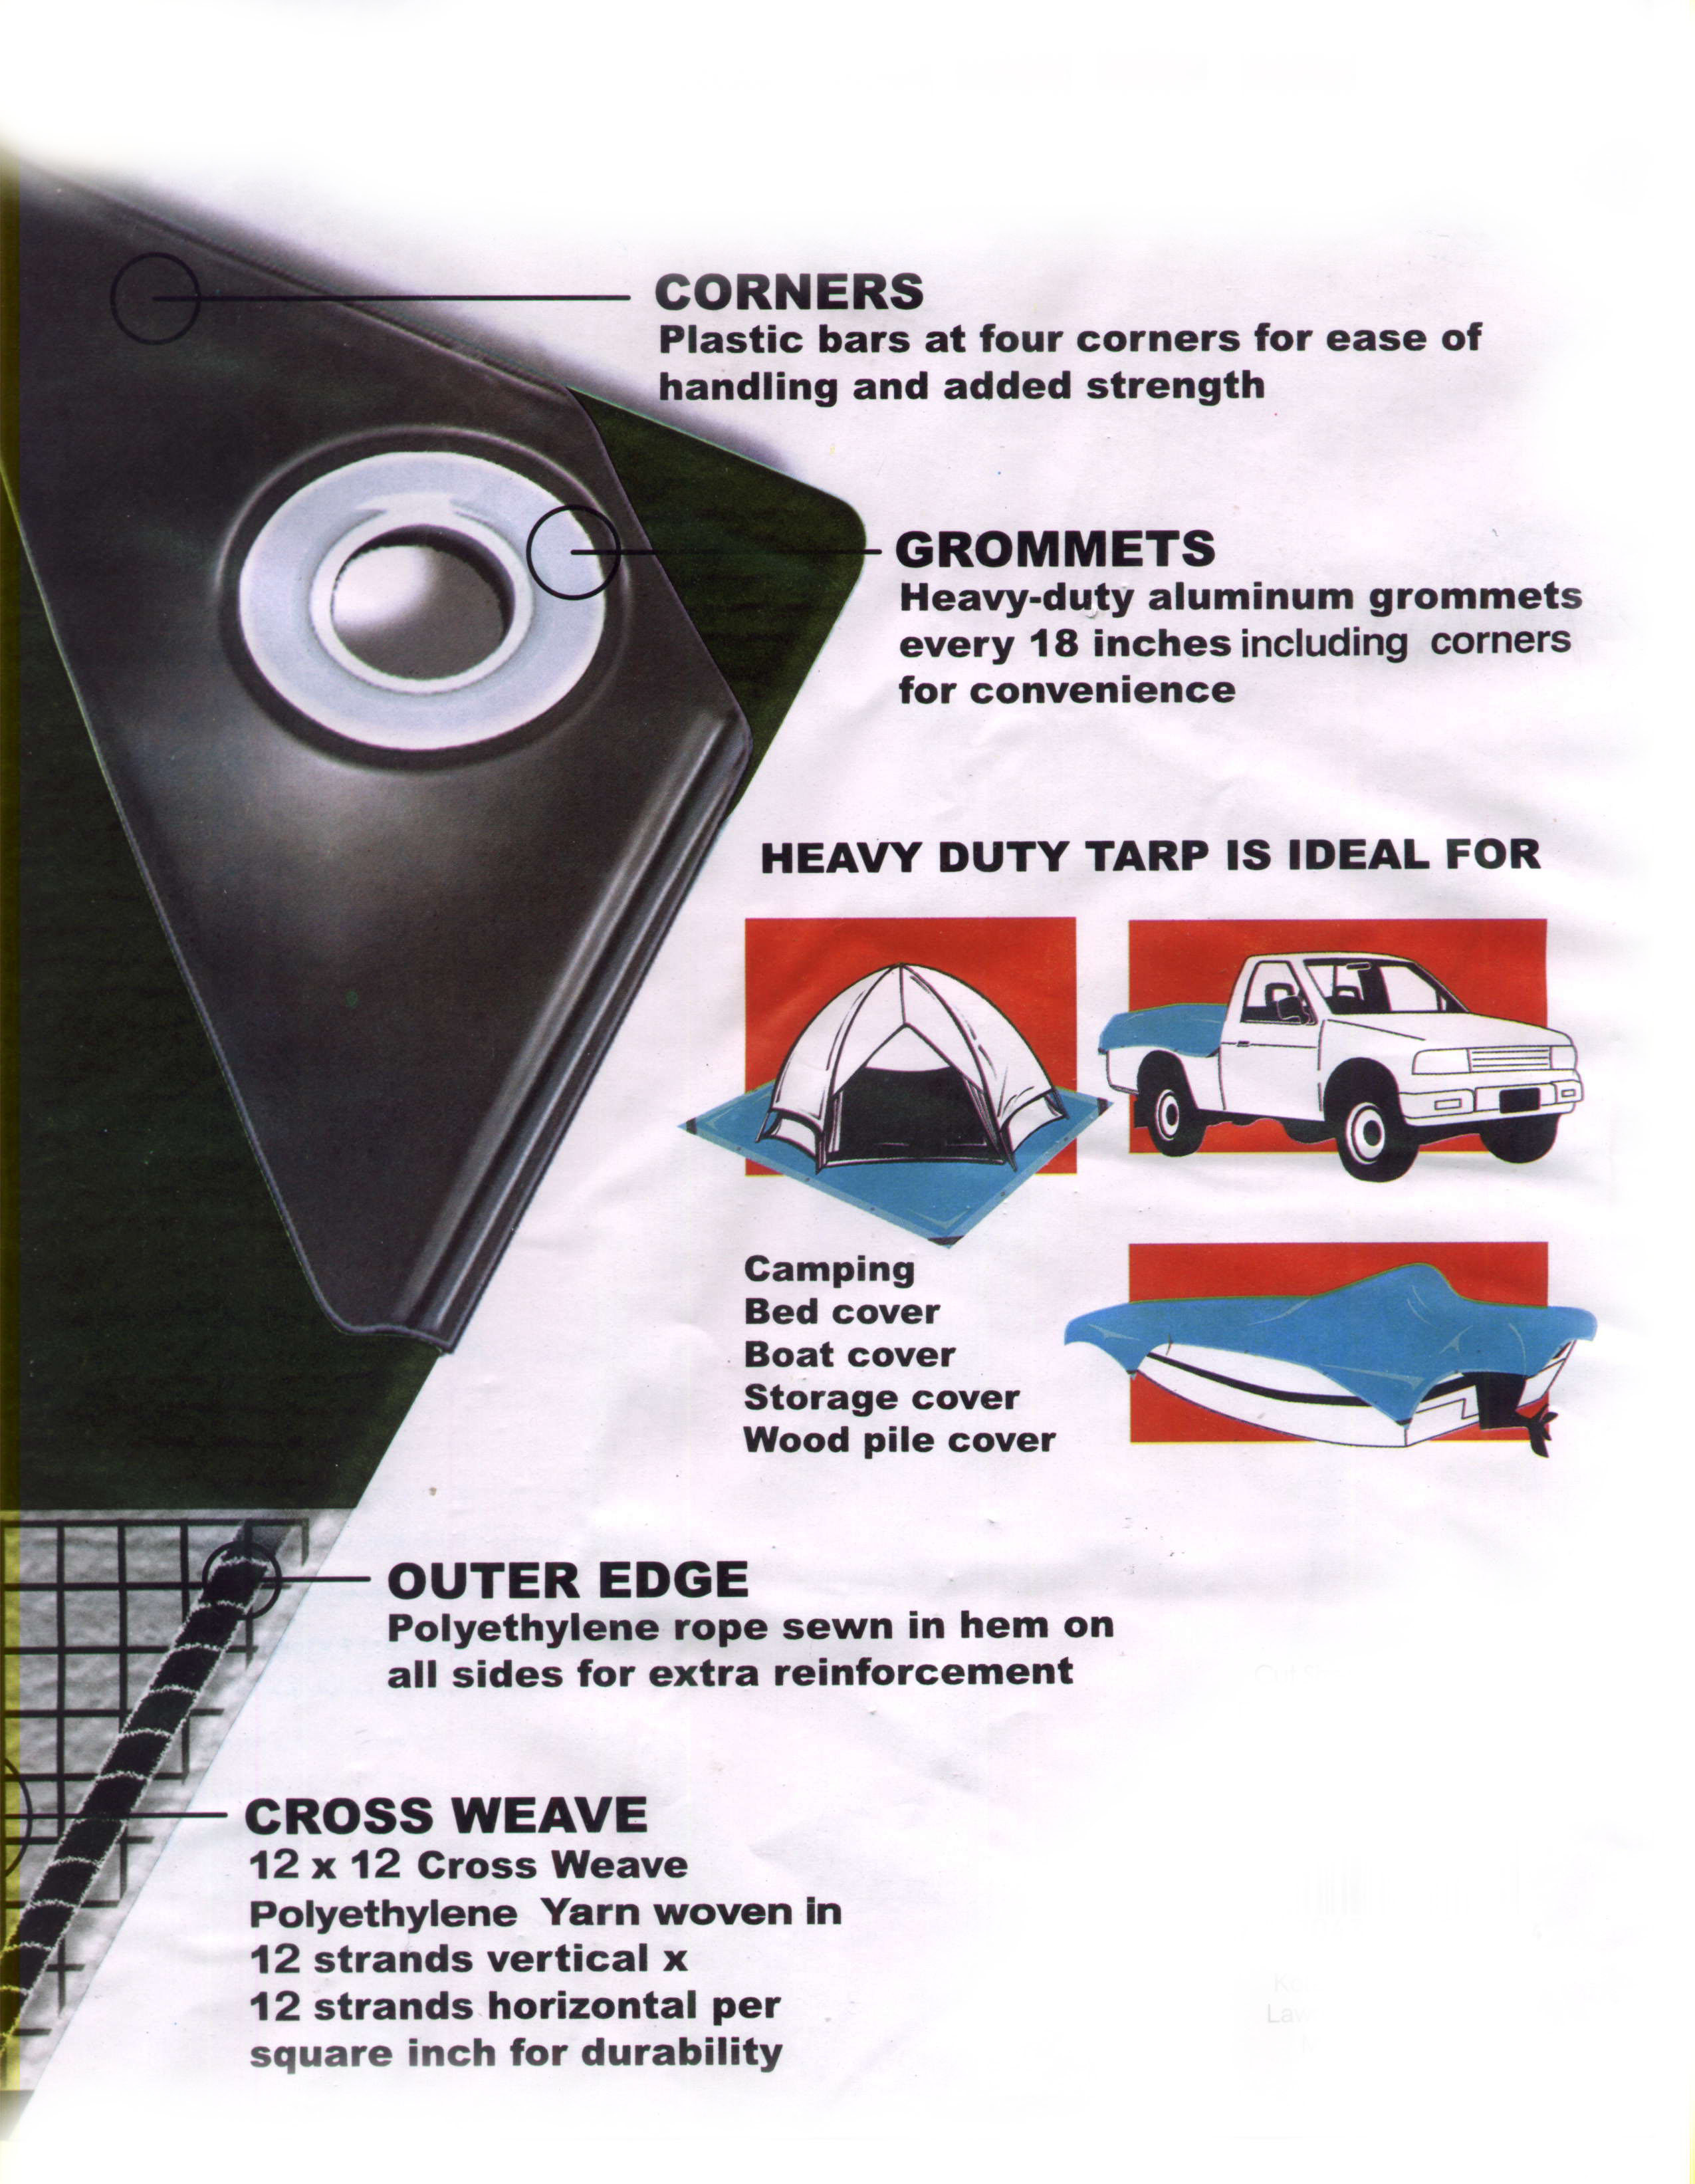 CORNERS
Plastic bars at four corners for ease of
handling and added strength
GROMMETS
Heavy-duty aluminum grommets
every 18 inches including corners
for convenience
HEAVY DUTY TARP IS IDEAL FOR
Camping
Bed cover
Boat cover
Storage cover
Wood pile cover
OUTER EDGE
Polyethylene rope sewn in hem on
all sides for extra reinforcement
CROSS WEAVE
12 x 12 Cross Weave
Polyethylene Yarn woven in
12 strands vertical x
12 strands horizontal per
square inch for durability